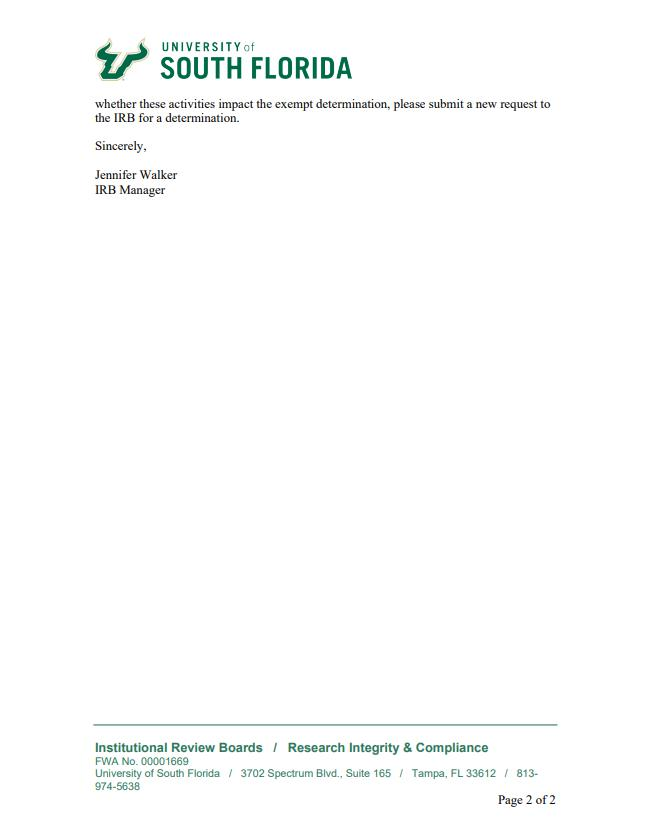 UNIVERSITY of
SOUTH FLORIDA
whether these activities impact the exempt determination, please submit a new request to
the IRB for a determination.
Sincerely,
Jennifer Walker
IRB Manager
Institutional Review Boards / Research Integrity & Compliance
FWA No. 00001669
University of South Florida / 3702 Spectrum Blvd., Suite 165 / Tampa, FL 33612 / 813-
974-5638
Page 2 of 2